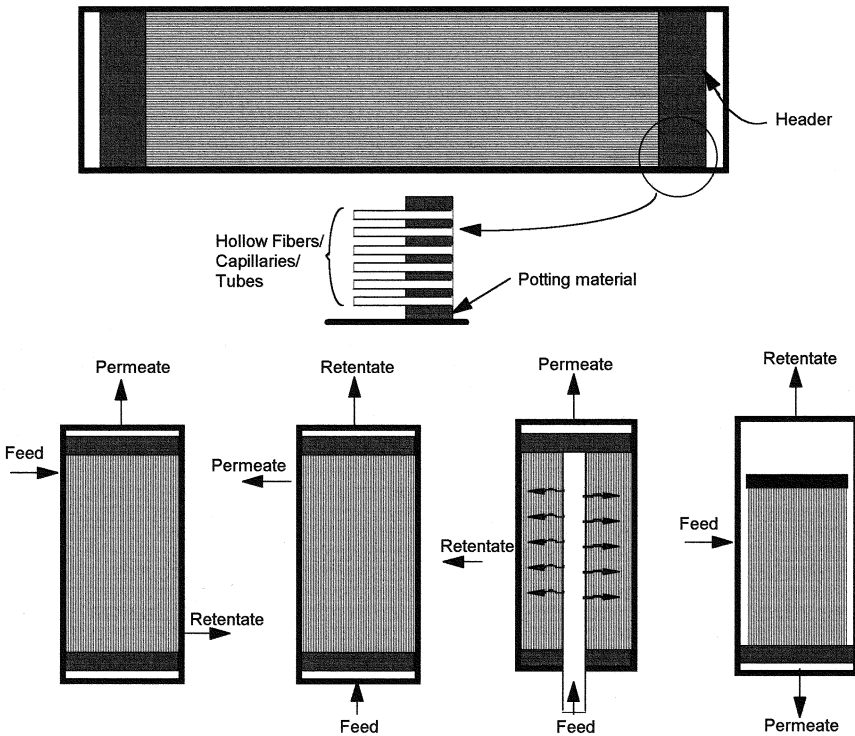 Header
Hollow Fibers/
Capillaries/
Tubes
Potting material
Permeate
Feed
Retentate
Retentate
Permeate
Feed
Permeate
Retentate
Feed
Retentate
Feed
Permeate